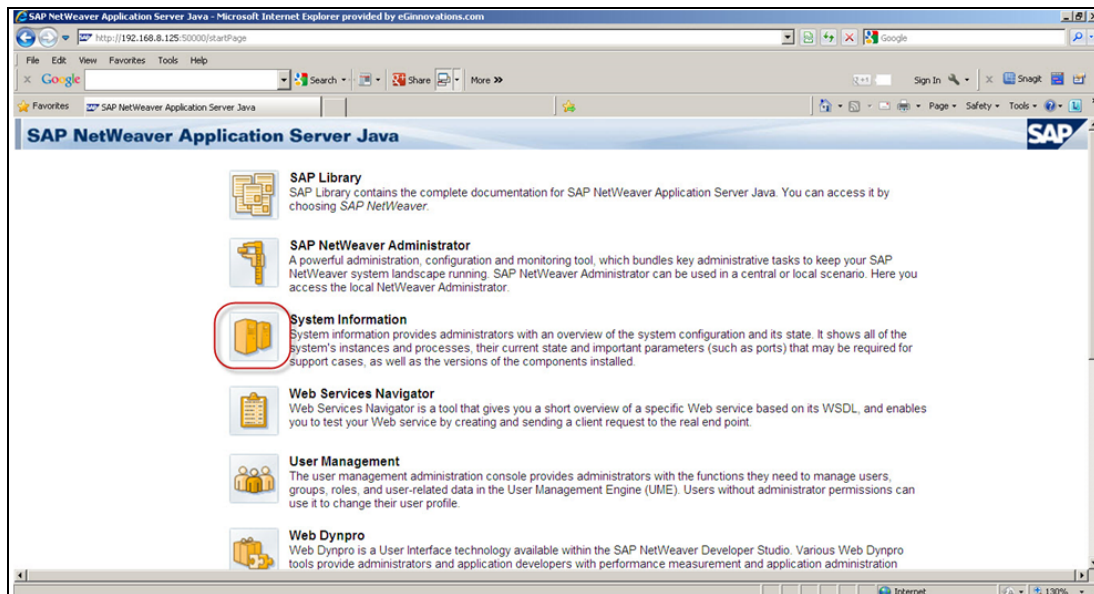 SAP NetWeaver Application Server Java - Microsoft Internet Explorer provided by eGinnovations.com
http://192.168.8.125:50000/startPage
Google
File Edit View Favorites Tools Help
Google Search Share More »
Sign In Snagit
Favorites SAP NetWeaver Application Server Java
Page Safety Tools
SAP NetWeaver Application Server Java
SAP
SAP Library
SAP Library contains the complete documentation for SAP NetWeaver Application Server Java. You can access it by
choosing SAP NetWeaver.
SAP NetWeaver Administrator
A powerful administration, configuration and monitoring tool, which bundles key administrative tasks to keep your SAP
NetWeaver system landscape running. SAP NetWeaver Administrator can be used in a central or local scenario. Here you
access the local NetWeaver Administrator.
System Information
System information provides administrators with an overview of the system configuration and its state. It shows all of the
system's instances and processes, their current state and important parameters (such as ports) that may be required for
support cases, as well as the versions of the components installed.
Web Services Navigator
Web Services Navigator is a tool that gives you a short overview of a specific Web service based on its WSDL, and enables
you to test your Web service by creating and sending a client request to the real end point.
User Management
The user management administration console provides administrators with the functions they need to manage users,
groups, roles, and user-related data in the User Management Engine (UME). Users without administrator permissions can
use it to change their user profile.
Web Dynpro
Web Dynpro is a User Interface technology available within the SAP NetWeaver Developer Studio. Various Web Dynpro
tools provide administrators and application developers with performance measurement and application administration
Internet 130%